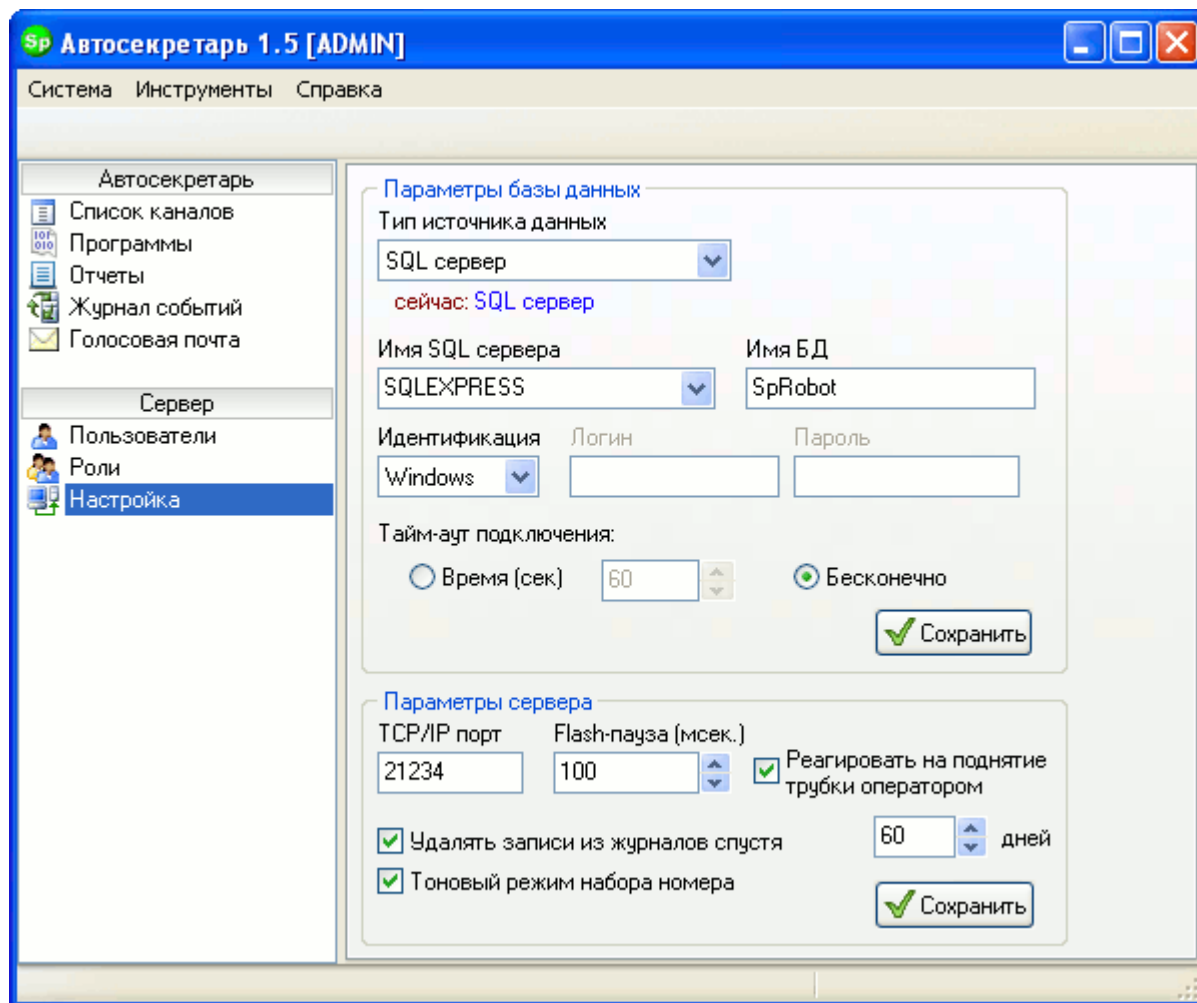 Sp Автосекретарь 1.5 [ADMIN]
Система Инструменты Справка
Автосекретарь
Список каналов
Программы
Отчеты
Журнал событий
Голосовая почта
Сервер
Пользователи
Роли
Настройка
Параметры базы данных
Тип источника данных
SQL сервер
сейчас: SQL сервер
Имя SQL сервера Имя БД
SQLEXPRESS SpRobot
Идентификация Логин Пароль
Windows
Тайм-аут подключения:
Время (сек) 60 Бесконечно
Сохранить
Параметры сервера
TCP/IP порт Flash-пауза (мсек.)
21234 100 Реагировать на поднятие
трубки оператором
Удалять записи из журналов спустя 60 дней
Тоновый режим набора номера
Сохранить